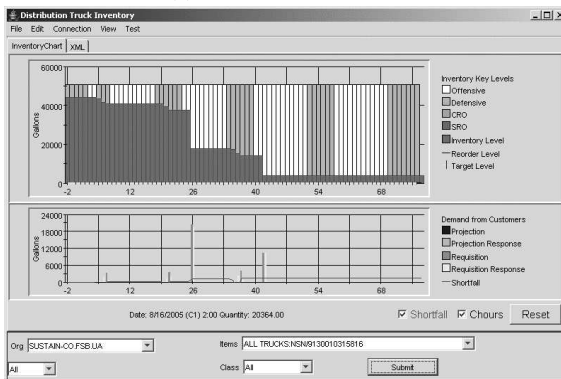 Distribution Truck Inventory
File Edit Connection View Test
InventoryChart XML
60000
40000
20000
0
Gallons
-2 12 26 40 54 68
Inventory Key Levels
Offensive
Defensive
CRO
SRO
Inventory Level
Reorder Level
Target Level
24000
18000
12000
6000
0
Gallons
-2 12 26 40 54 68
Demand from Customers
Projection
Projection Response
Requisition
Requisition Response
Shortfall
Date: 8/16/2005 (C1) 2:00 Quantity: 20364.00
Shortfall Chours Reset
Org SUSTAIN-CO.FSB.UA Items ALL TRUCKS:NSN/9130010315816
All Class All Submit